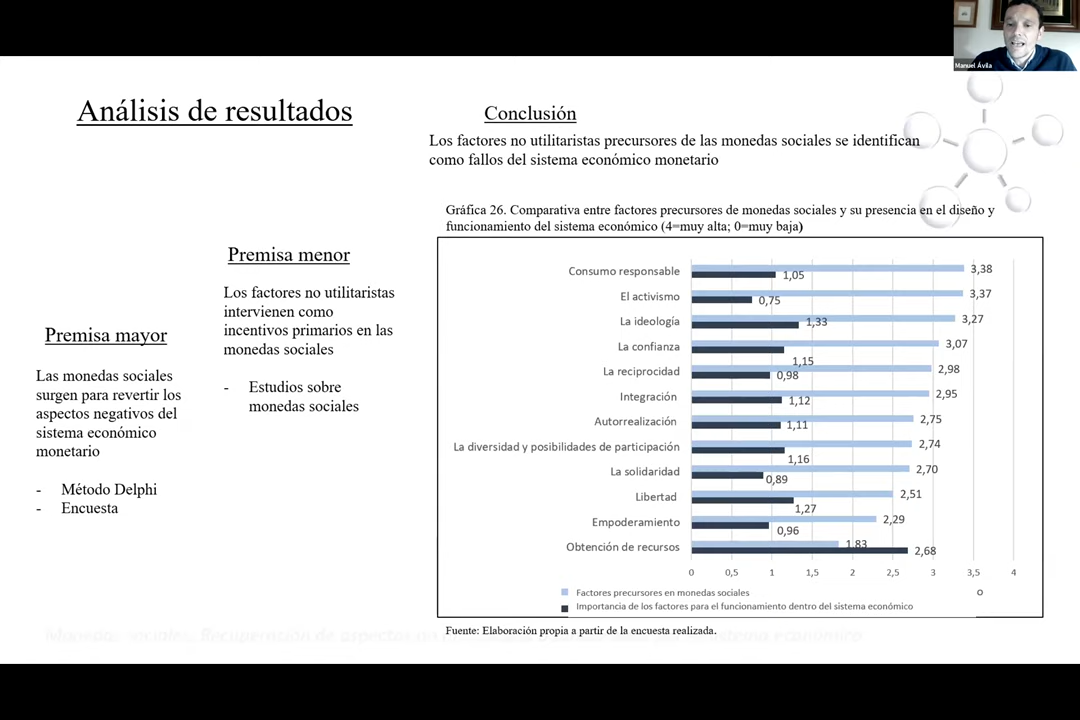 Manuel Ávila
Análisis de resultados
Conclusión
Los factores no utilitaristas precursores de las monedas sociales se identifican
como fallos del sistema económico monetario
Gráfica 26. Comparativa entre factores precursores de monedas sociales y su presencia en el diseño y
funcionamiento del sistema económico (4=muy alta; 0=muy baja)
Premisa menor
Los factores no utilitaristas
intervienen como
incentivos primarios en las
monedas sociales
- Estudios sobre
monedas sociales
Premisa mayor
Las monedas sociales
surgen para revertir los
aspectos negativos del
sistema económico
monetario
- Método Delphi
- Encuesta
Consumo responsable 3,38
1,05
El activismo 3,37
0,75
La ideología 3,27
1,33
La confianza 3,07
1,15
La reciprocidad 2,98
0,98
Integración 2,95
1,12
Autorrealización 2,75
1,11
La diversidad y posibilidades de participación 2,74
1,16
La solidaridad 2,70
0,89
Libertad 2,51
1,27
Empoderamiento 2,29
0,96
Obtención de recursos 1,83
2,68
0 0,5 1 1,5 2 2,5 3 3,5 4
Factores precursores en monedas sociales
Importancia de los factores para el funcionamiento dentro del sistema económico
Fuente: Elaboración propia a partir de la encuesta realizada.